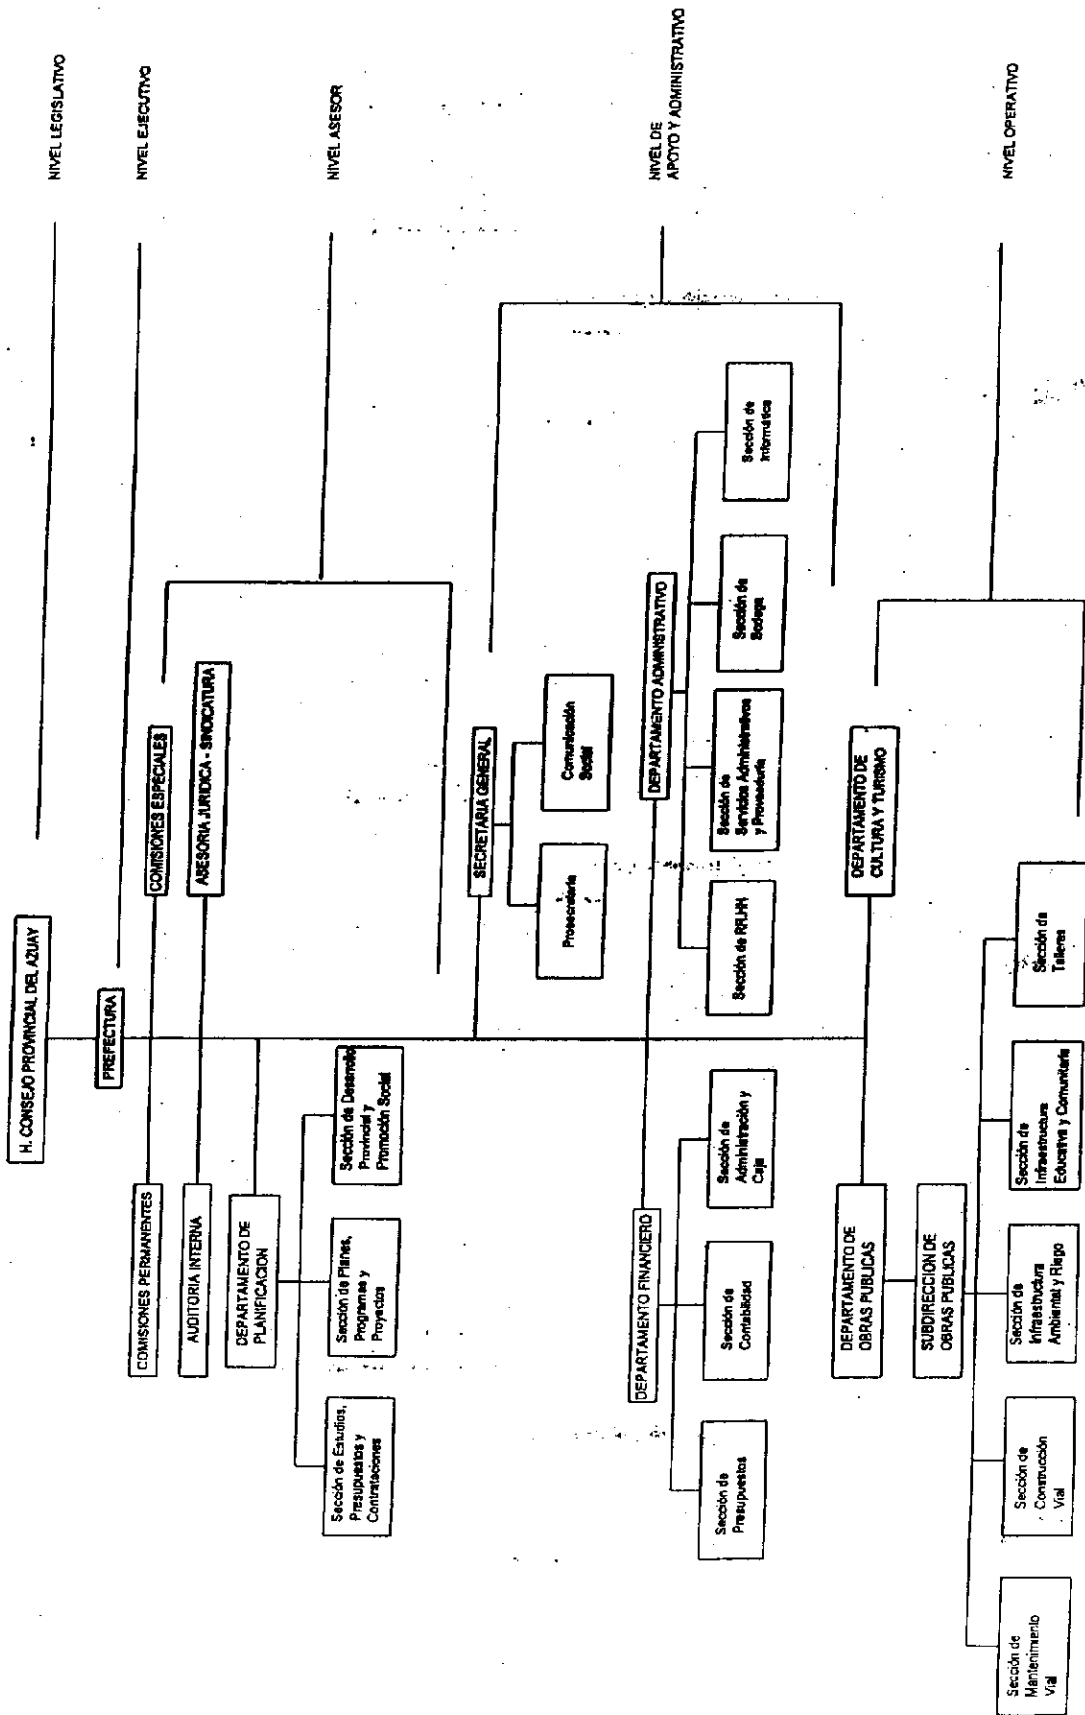 H. CONSEJO PROVINCIAL DEL AZUAY
NIVEL LEGISLATIVO
PREFECTURA
NIVEL EJECUTIVO
COMISIONES PERMANENTES
COMISIONES ESPECIALES
AUDITORIA INTERNA
ASESORIA JURIDICA - SINDICATURA
NIVEL ASESOR
DEPARTAMENTO DE
PLANIFICACION
Sección de Estudios,
Presupuestos y
Contrataciones
Sección de Planes,
Programas y
Proyectos
Sección de Desarrollo
Provincial y
Promoción Social
SECRETARIA GENERAL
Prosecretaría
Comunicación
Social
NIVEL DE
APOYO Y ADMINISTRATIVO
DEPARTAMENTO FINANCIERO
DEPARTAMENTO ADMINISTRATIVO
Sección de
Presupuestos
Sección de
Contabilidad
Sección de
Administración y
Caja
Sección de RR.HH
Sección de
Servicios Administrativos
y Proveeduría
Sección de
Bodega
Sección de
Informática
DEPARTAMENTO DE
OBRAS PUBLICAS
DEPARTAMENTO DE
CULTURA Y TURISMO
SUBDIRECCION DE
OBRAS PUBLICAS
NIVEL OPERATIVO
Sección de
Mantenimiento
Vial
Sección de
Construcción
Vial
Sección de
Infraestructura
Ambiental y Riego
Sección de
Infraestructura
Educativa y Comunitaria
Sección de
Talleres